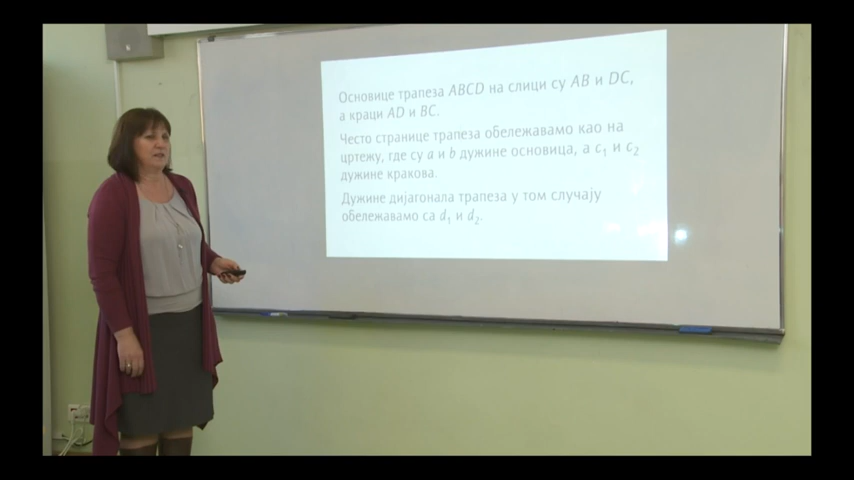 Основице трапеза ABCD на слици су AB и DC,
а краци AD и BC.
Често странице трапеза обележавамо као на
цртежу, где су a и b дужине основица, а c₁ и c₂
дужине кракова.
Дужине дијагонала трапеза у том случају
обележавамо са d₁ и d₂.